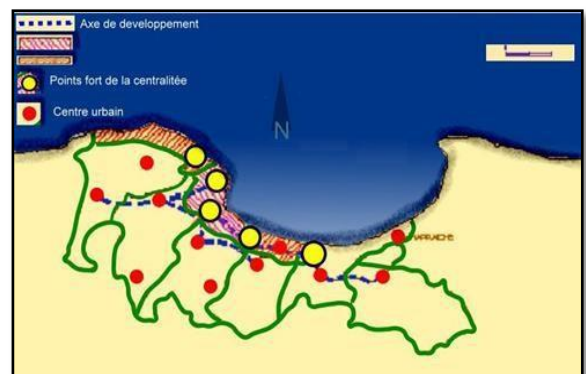 Axe de developpement
Points fort de la centralitée
Centre urbain
N